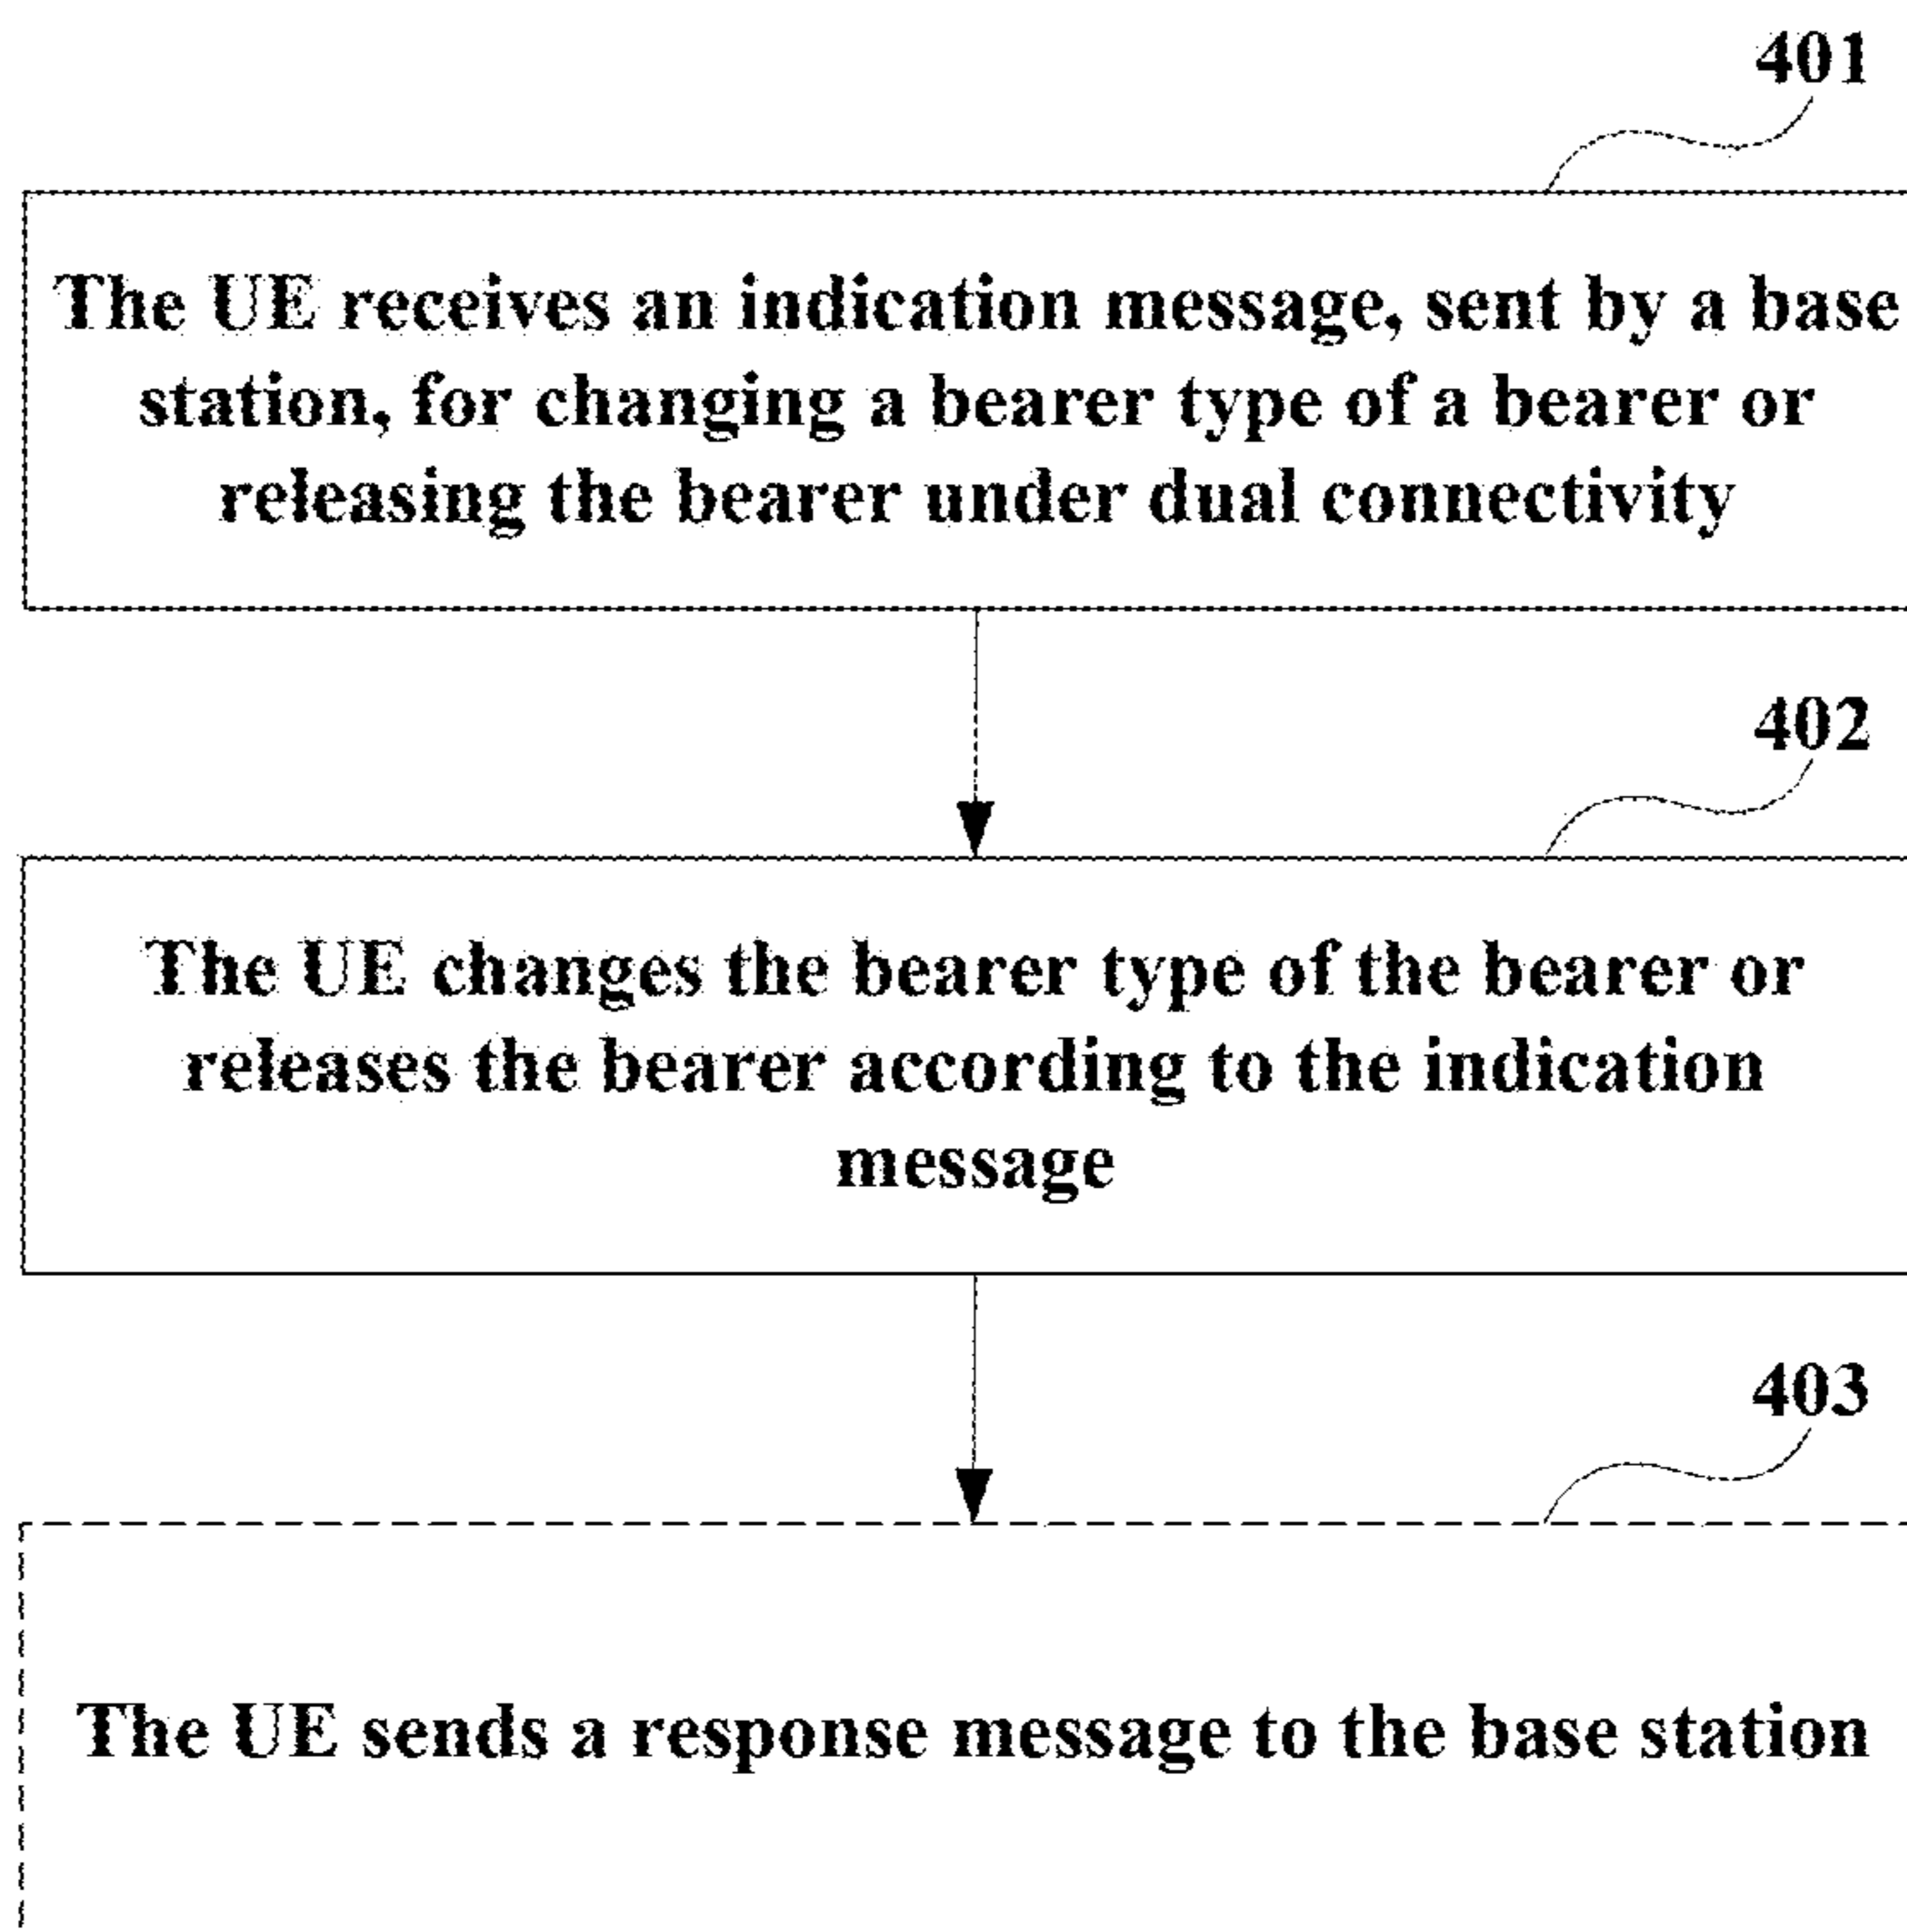 401
The UE receives an indication message, sent by a base
station, for changing a bearer type of a bearer or
releasing the bearer under dual connectivity
402
The UE changes the bearer type of the bearer or
releases the bearer according to the indication
message
403
The UE sends a response message to the base station